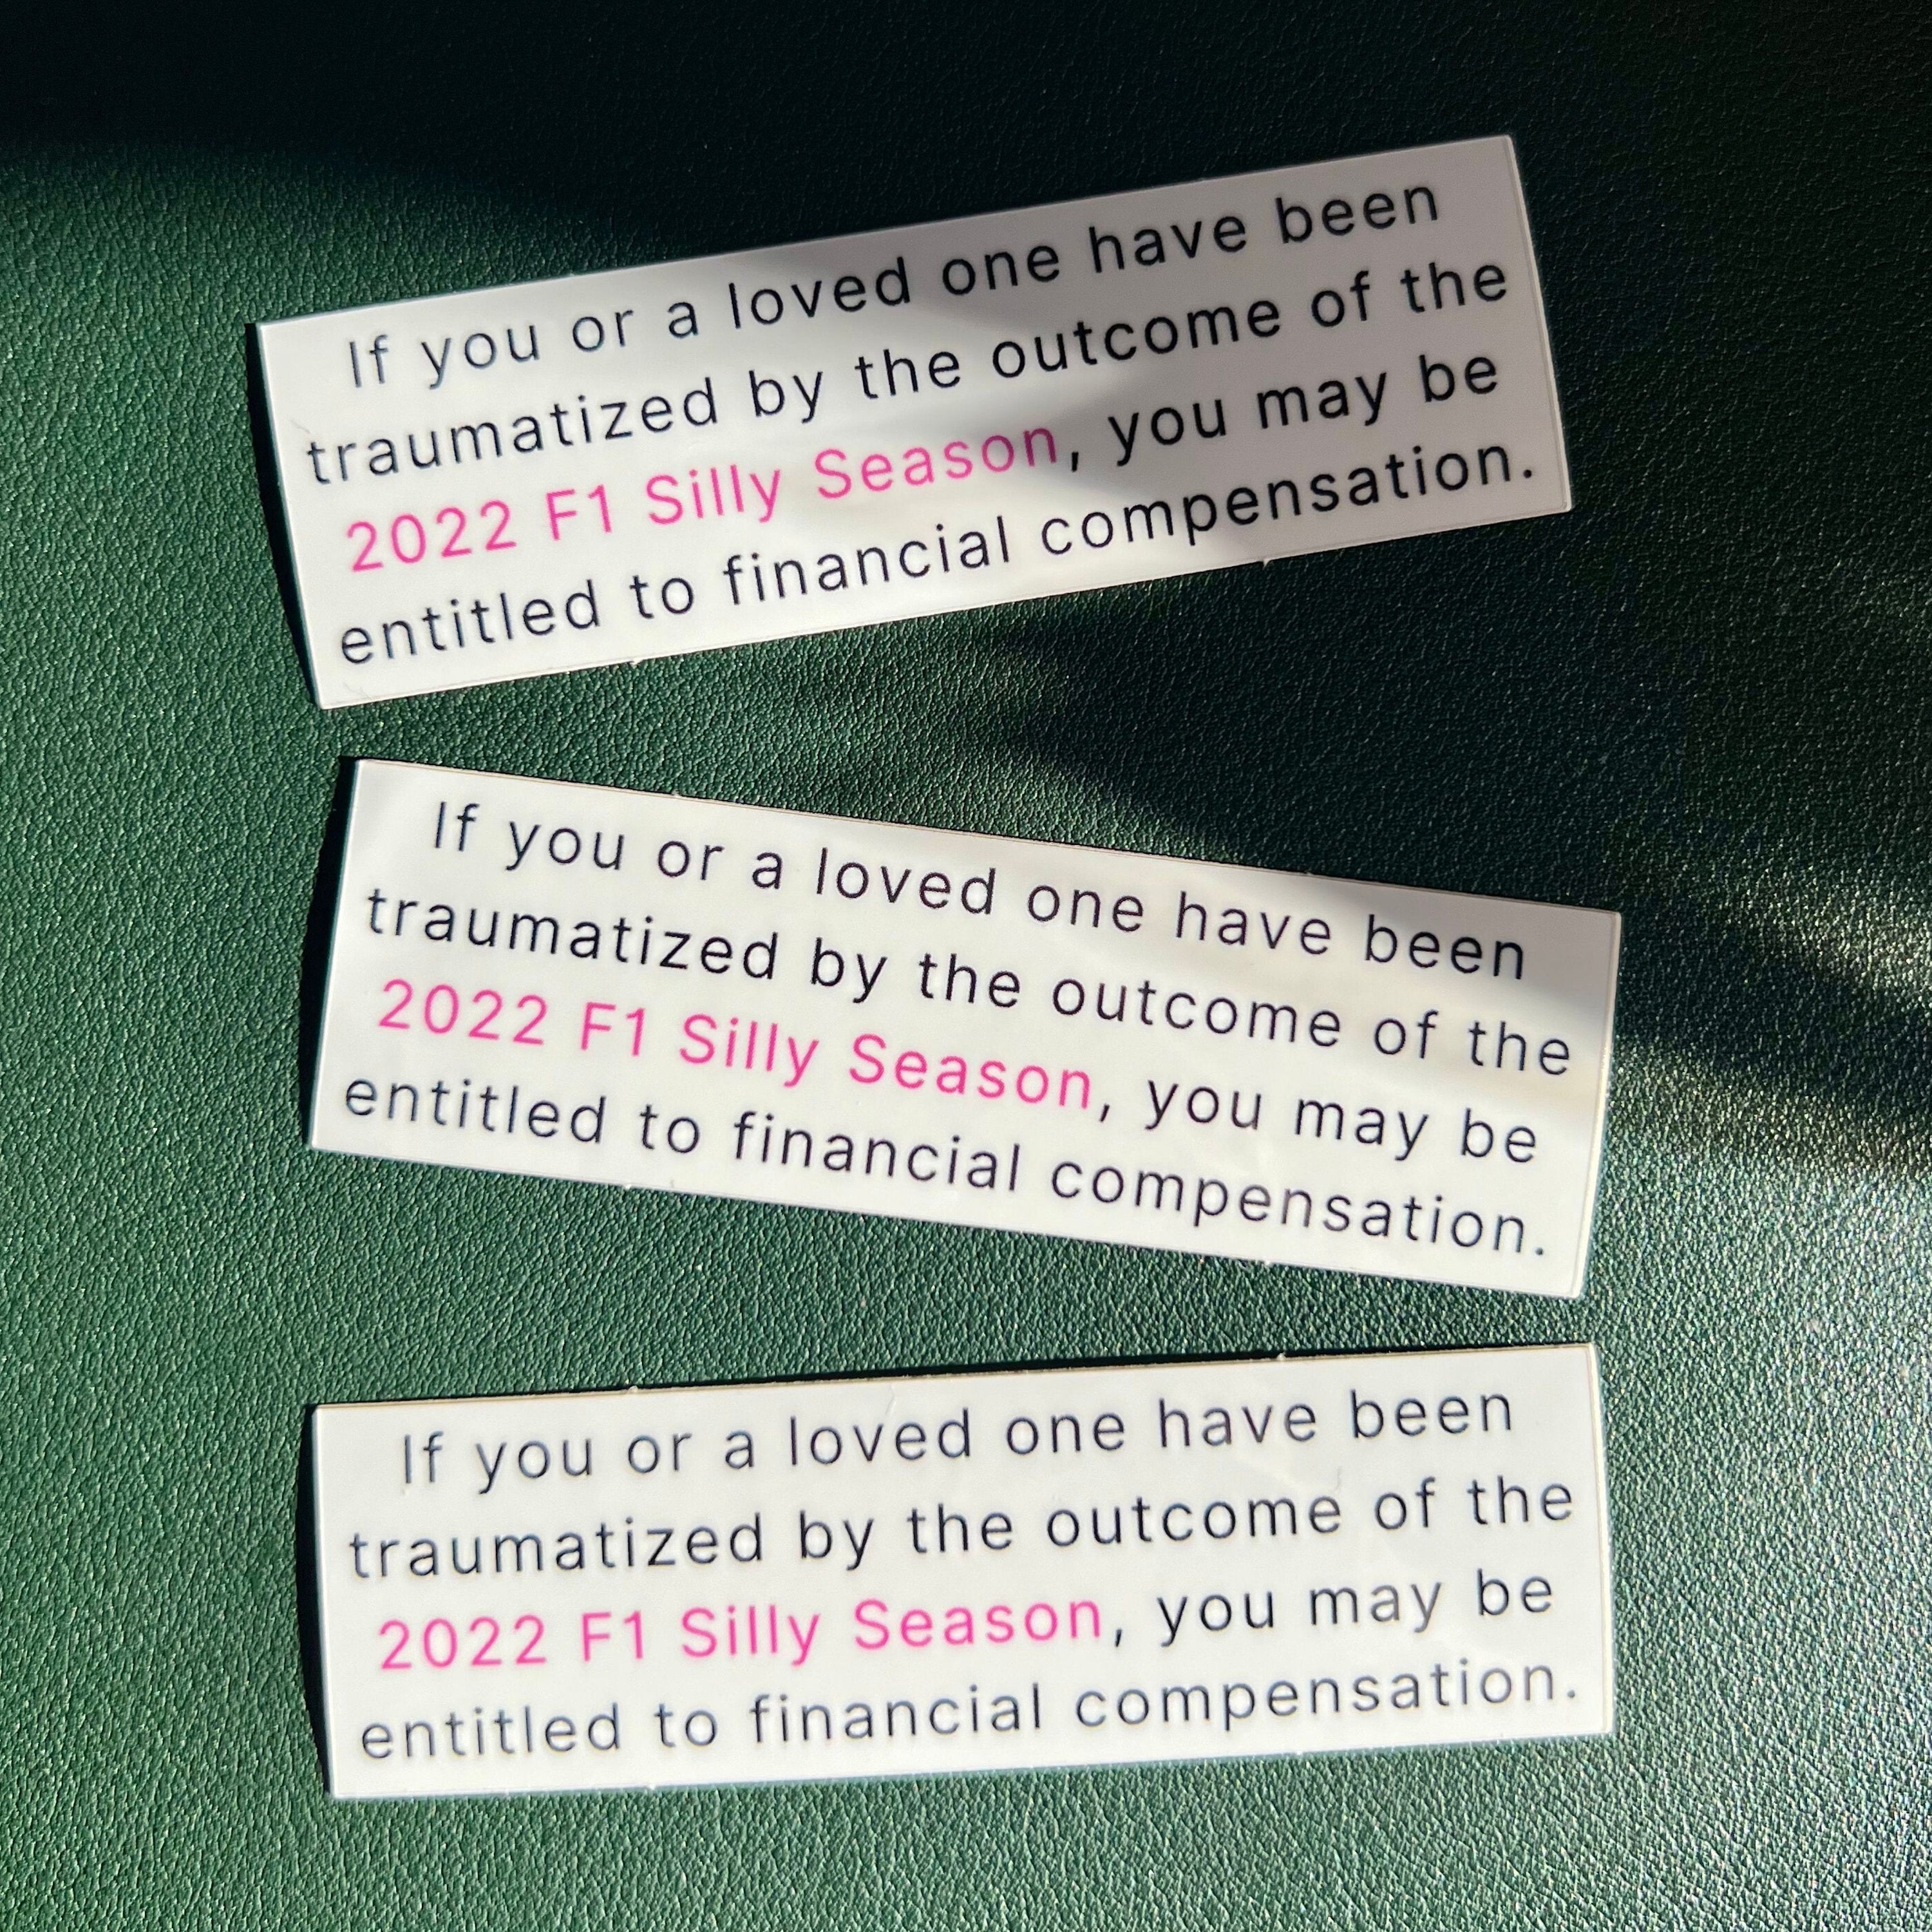 If you or a loved one have been
traumatized by the outcome of the
2022 F1 Silly Season, you may be
entitled to financial compensation.
If you or a loved one have been
traumatized by the outcome of the
2022 F1 Silly Season, you may be
entitled to financial compensation.
If you or a loved one have been
traumatized by the outcome of the
2022 F1 Silly Season, you may be
entitled to financial compensation.